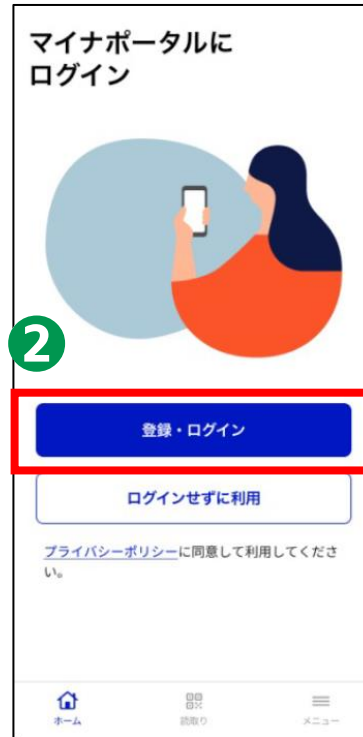 マイナポータルに
ログイン
2
登録・ログイン
ログインせずに利用
プライバシーポリシーに同意して利用してくださ
い。
ホーム
読取り
メニュー